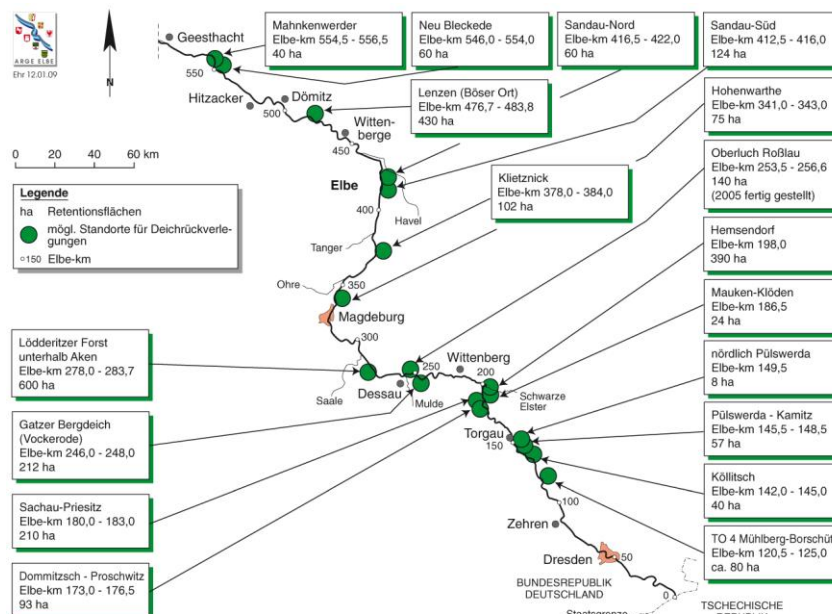 ARGE ELBE
Ehr 12.01.09
N
0 20 40 60 km
Legende
ha Retentionsflächen
mögl. Standorte für Deichrückverle-
gungen
150 Elbe-km
Mahnkenwerder
Elbe-km 554,5 - 556,5
40 ha
Neu Bleckede
Elbe-km 546,0 - 554,0
60 ha
Sandau-Nord
Elbe-km 416,5 - 422,0
60 ha
Sandau-Süd
Elbe-km 412,5 - 416,0
124 ha
Lenzen (Böser Ort)
Elbe-km 476,7 - 483,8
430 ha
Hohenwarthe
Elbe-km 341,0 - 343,0
75 ha
Klietznick
Elbe-km 378,0 - 384,0
102 ha
Oberluch Roßlau
Elbe-km 253,5 - 256,6
140 ha
(2005 fertig gestellt)
Hemsendorf
Elbe-km 198,0
390 ha
Mauken-Klöden
Elbe-km 186,5
24 ha
nördlich Pülswerda
Elbe-km 149,5
8 ha
Pülswerda - Kamitz
Elbe-km 145,5 - 148,5
57 ha
Köllitsch
Elbe-km 142,0 - 145,0
40 ha
TO 4 Mühlberg-Borschüt
Elbe-km 120,5 - 125,0
ca. 80 ha
Lödderitzer Forst
unterhalb Aken
Elbe-km 278,0 - 283,7
600 ha
Gatzer Bergdeich
(Vockerode)
Elbe-km 246,0 - 248,0
212 ha
Sachau-Priesitz
Elbe-km 180,0 - 183,0
210 ha
Dommitzsch - Proschwitz
Elbe-km 173,0 - 176,5
93 ha
Geesthacht
550
Hitzacker
Dömitz
500
Witten-
berge
450
Elbe
Havel
400
Tanger
Ohre
350
Magdeburg
300
Saale
Dessau
250
Mulde
Wittenberg
200
Schwarze
Elster
Torgau
150
100
Zehren
Dresden
50
0
BUNDESREPUBLIK
DEUTSCHLAND
Staatsgrenze
TSCHECHISCHE